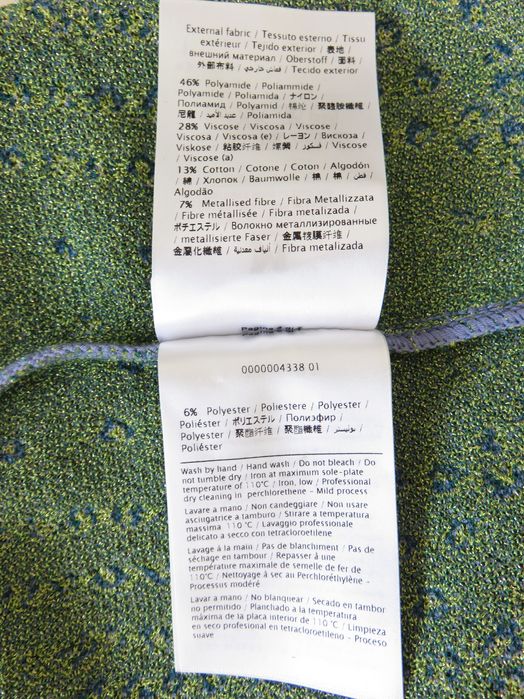 External fabric / Tessuto esterno / Tissu
extérieur / Tejido exterior / 表地 /
внешний материал / Oberstoff / 面料 /
外部布料 / قماش خارجي / Tecido exterior
46% Polyamide / Poliammide /
Polyamide / Poliamida / ナイロン /
Полиамид / Polyamid / 锦纶 / 聚醯胺纖維 /
尼龍 / عديد الأميد / Poliamida
28% Viscose / Viscosa / Viscose /
Viscosa / Viscosa (e) / レーヨン / Вискоза /
Viskose / 粘胶纤维 / 嫘縈 / فسكوز / Viscose
/ Viscose (a)
13% Cotton / Cotone / Coton / Algodón
/ 綿 / Хлопок / Baumwolle / 棉 / 棉 / قطن /
Algodão
7% Metallised fibre / Fibra Metallizzata
/ Fibre métallisée / Fibra metalizada /
ポリエステル / Волокно металлизированные
/ metallisierte Faser / 金属镀膜纤维 /
金屬化纖維 / ألياف معدنية / Fibra metalizada
0000004338 01
6% Polyester / Poliestere / Polyester /
Poliéster / ポリエステル / Полиэфир /
Polyester / 聚酯纤维 / 聚酯纖維 / بوليستير /
Poliéster
Wash by hand / Hand wash / Do not bleach / Do
not tumble dry / Iron at maximum sole-plate
temperature of 110°C / Iron, low / Professional
dry cleaning in perchlorethene - Mild process
Lavare a mano / Non candeggiare / Non usare
asciugatrice a tamburo / Stirare a temperatura
massima 110°C / Lavaggio professionale
delicato a secco con tetracloroetilene
Lavage à la main / Pas de blanchiment / Pas de
séchage en tambour / Repasser à une
température maximale de semelle de fer de
110°C / Nettoyage à sec au Perchloréthylène -
Processus modéré
Lavar a mano / No blanquear / Secado en tambor
no permitido / Planchado a la temperatura
máxima de la placa interior de 110 °C / Limpieza
en seco profesional en tetracloroetileno - Proceso
suave